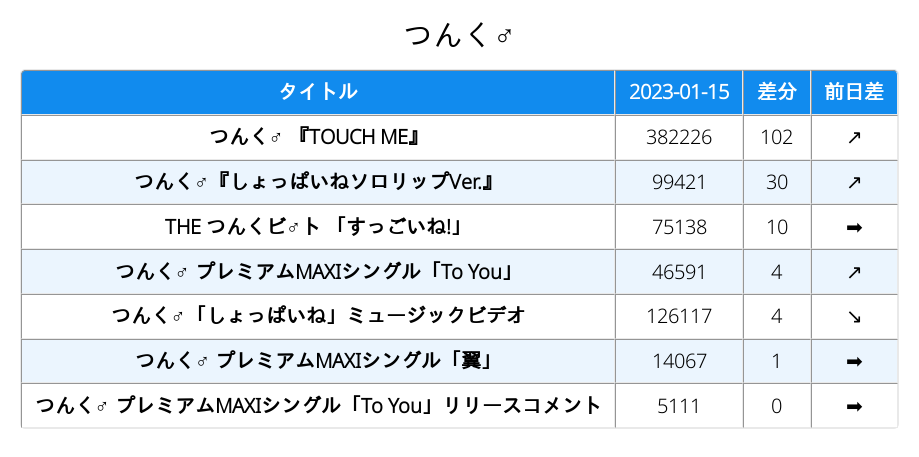 つんく♂
タイトル 2023-01-15 差分 前日差
つんく♂ 『TOUCH ME』 382226 102 ↗
つんく♂『しょっぱいねソロリップVer.』 99421 30 ↗
THE つんくビ♂ト 「すっごいね!」 75138 10 ➡
つんく♂ プレミアムMAXIシングル「To You」 46591 4 ↗
つんく♂「しょっぱいね」ミュージックビデオ 126117 4 ↘
つんく♂ プレミアムMAXIシングル「翼」 14067 1 ➡
つんく♂ プレミアムMAXIシングル「To You」リリースコメント 5111 0 ➡